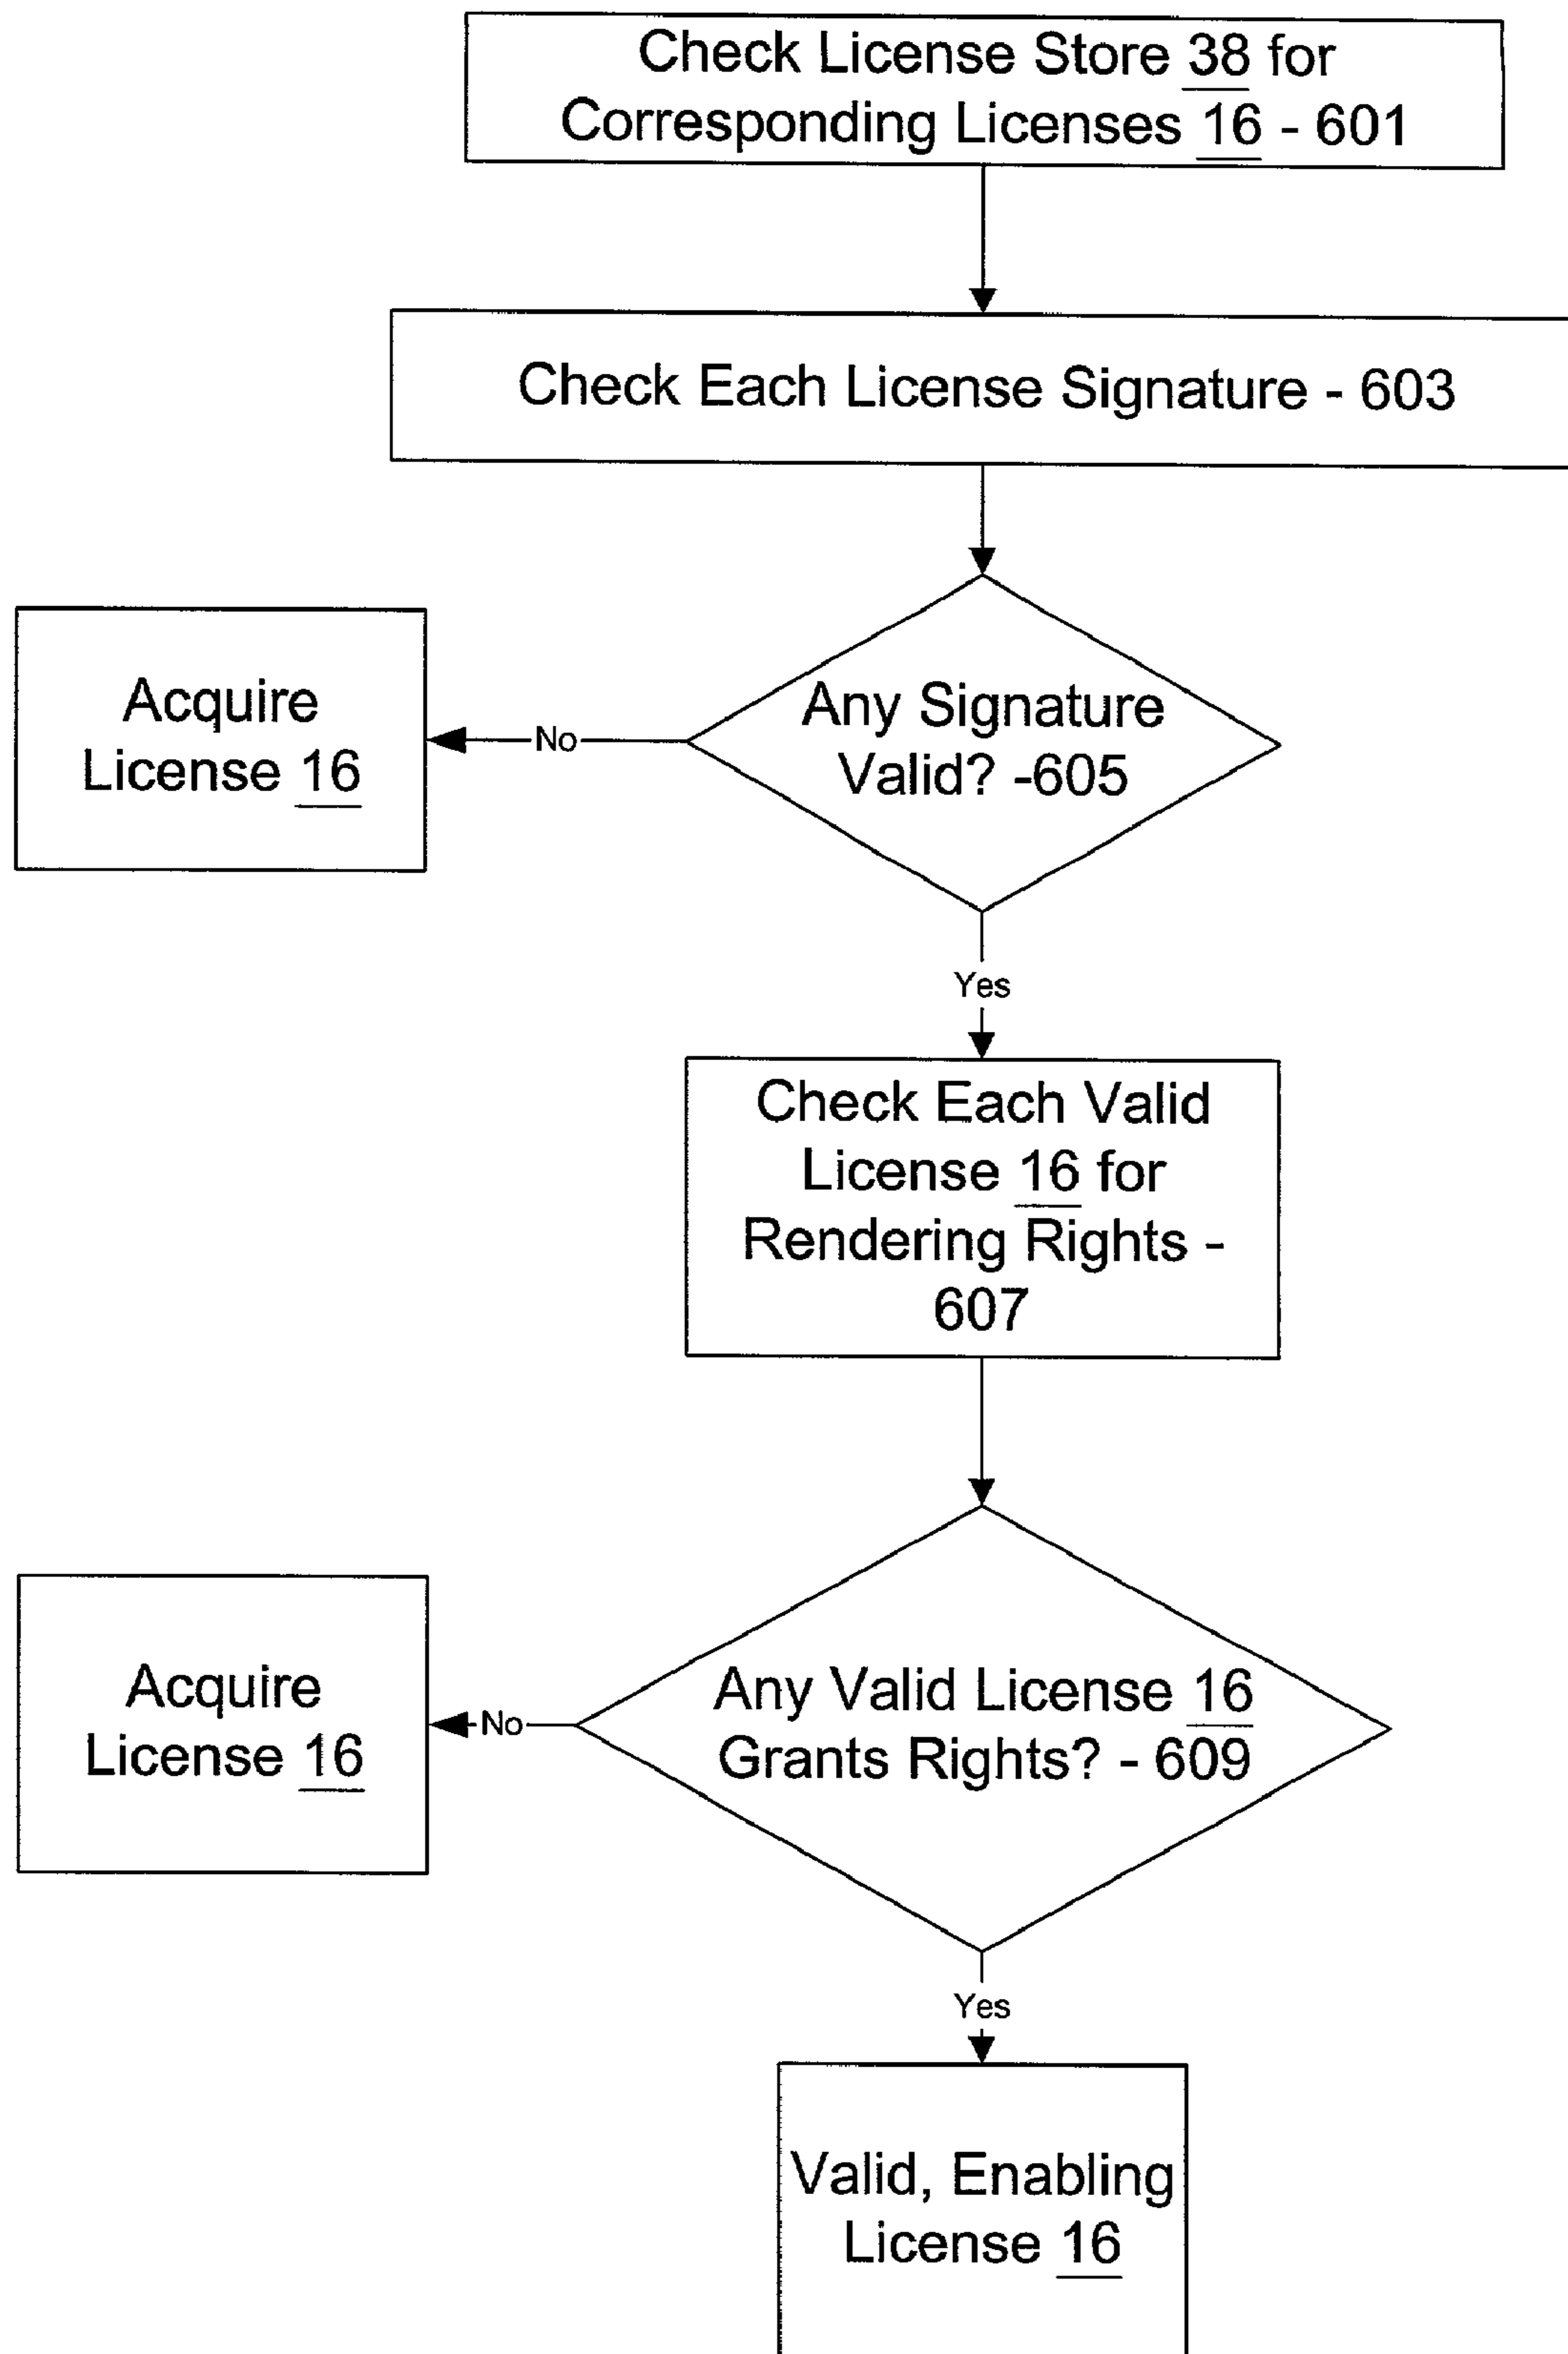 Check License Store 38 for
Corresponding Licenses 16 - 601
Check Each License Signature - 603
Any Signature
Valid? -605
No
Acquire
License 16
Yes
Check Each Valid
License 16 for
Rendering Rights -
607
Any Valid License 16
Grants Rights? - 609
No
Acquire
License 16
Yes
Valid, Enabling
License 16